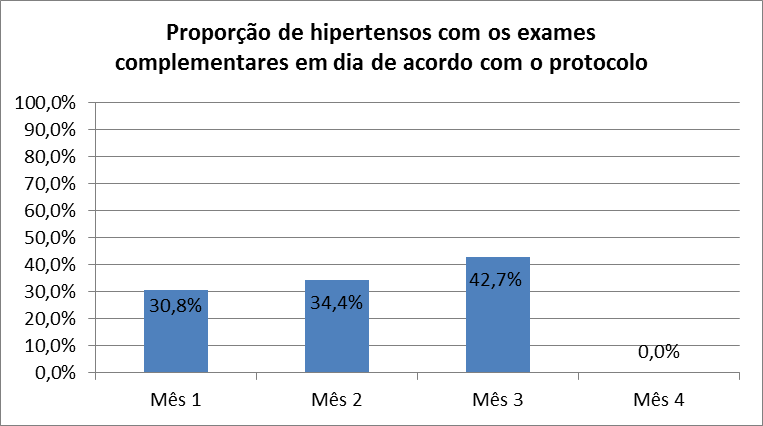 Proporção de hipertensos com os exames
complementares em dia de acordo com o protocolo
100,0%
90,0%
80,0%
70,0%
60,0%
50,0%
40,0%
30,0%
20,0%
10,0%
0,0%
30,8%
34,4%
42,7%
0,0%
Mês 1
Mês 2
Mês 3
Mês 4